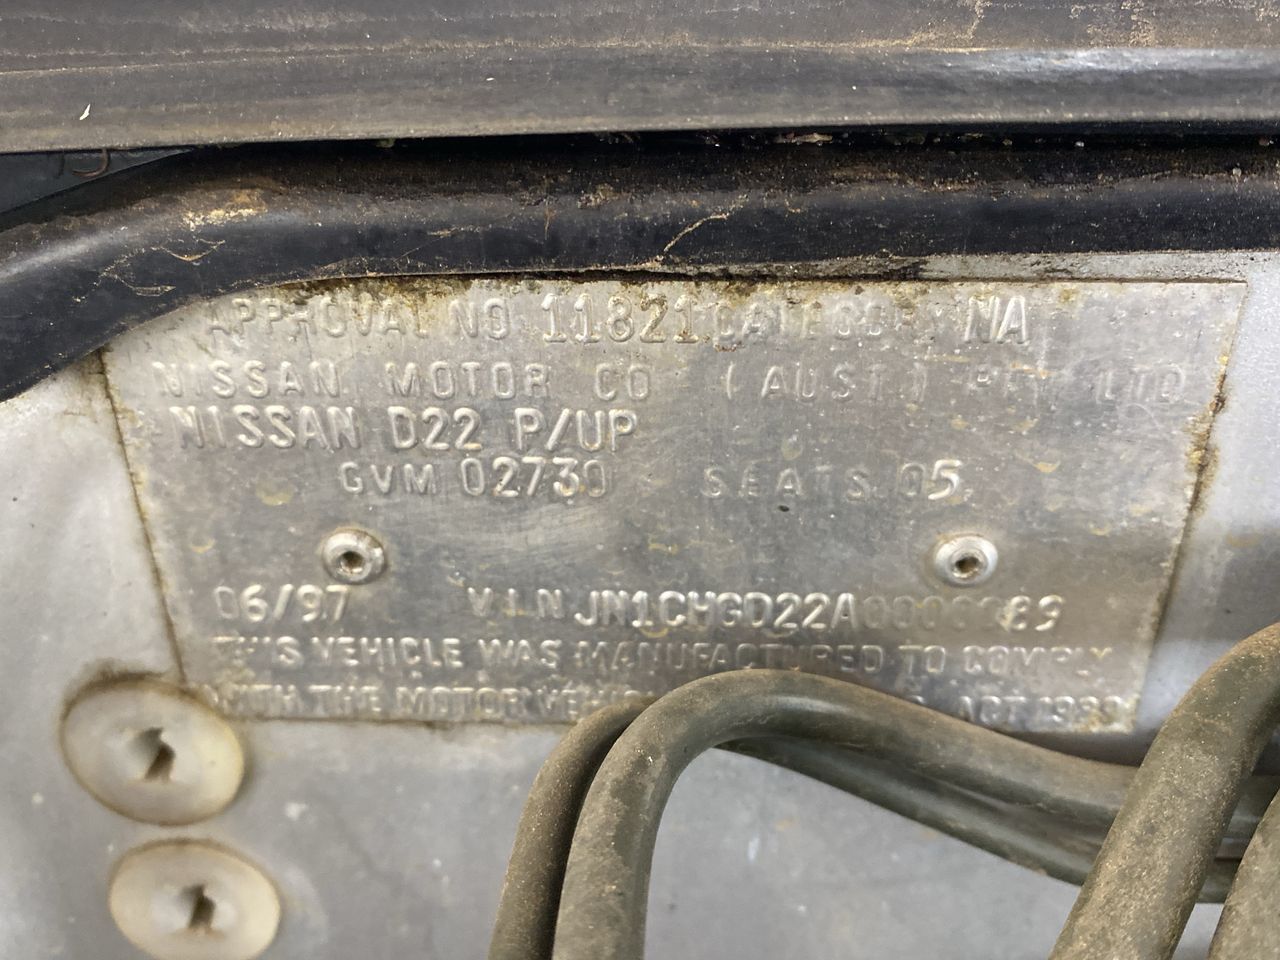 APPROVAL NO 11821 CATEGORY NA
NISSAN MOTOR CO (AUST) PTY LTD
NISSAN D22 P/UP
GVM 02730 SEATS 05
06/97 VIN JN1CHGD22A0000089
THIS VEHICLE WAS MANUFACTURED TO COMPLY
WITH THE MOTOR ACT 1989